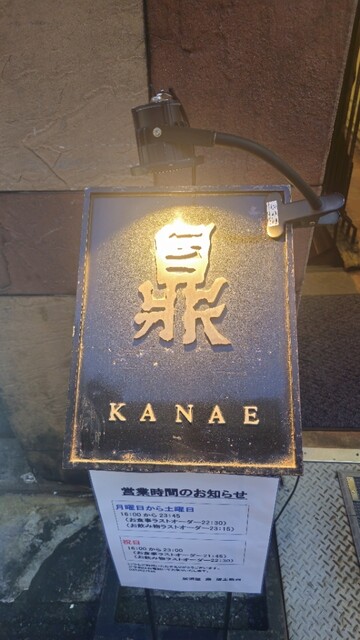 鼎
KANAE
営業時間のお知らせ
月曜日から土曜日
16:00 から 23:45
（お食事ラストオーダー22:30）
（お飲み物ラストオーダー23:15）
祝日
16:00 から 23:00
（お食事ラストオーダー21:45）
（お飲み物ラストオーダー22:30）